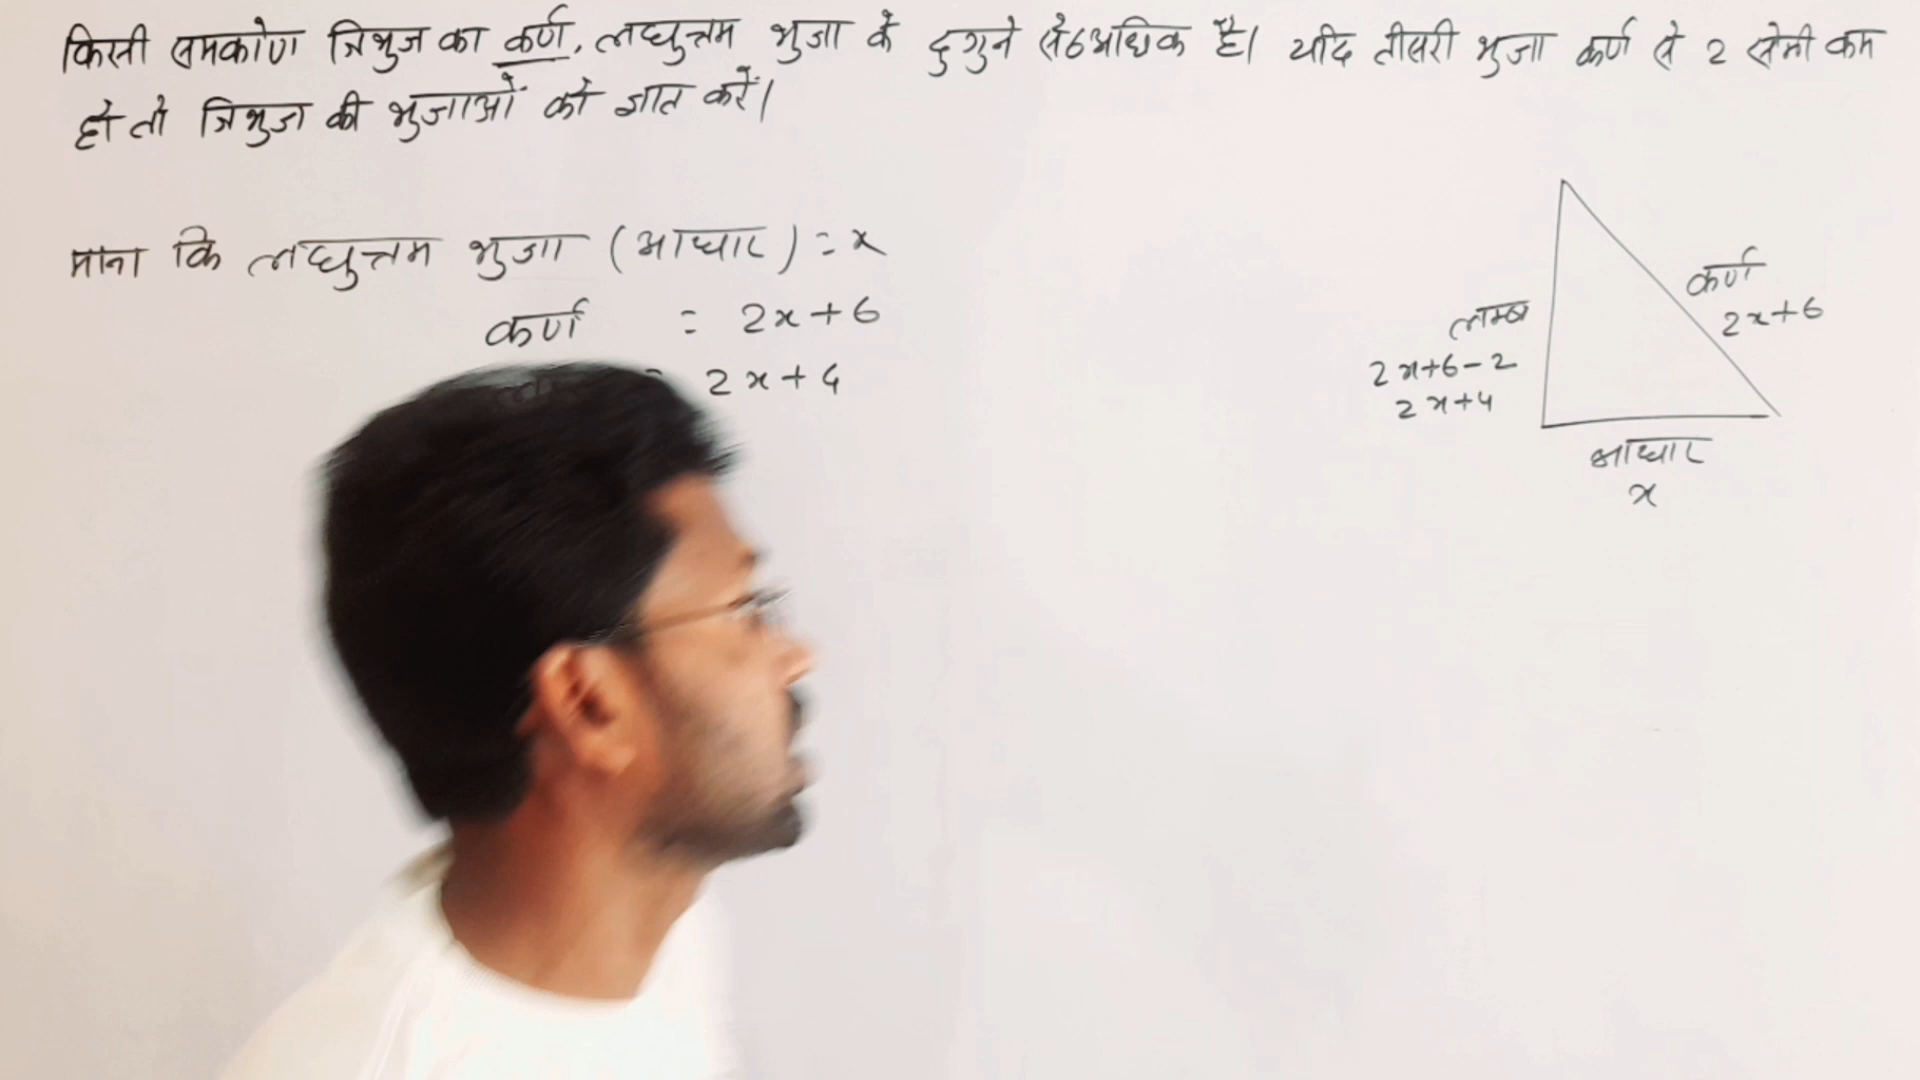 किसी समकोण त्रिभुज का कर्ण, लघुत्तम भुजा के दुगुने से 6 अधिक है। यदि तीसरी भुजा कर्ण से 2 सेमी कम
हो तो त्रिभुज की भुजाओं को ज्ञात करें।
माना कि लघुत्तम भुजा (आधार) = x
कर्ण = 2x+6
= 2x+4
कर्ण
2x+6
लम्ब
2x+6-2
2x+4
आधार
x